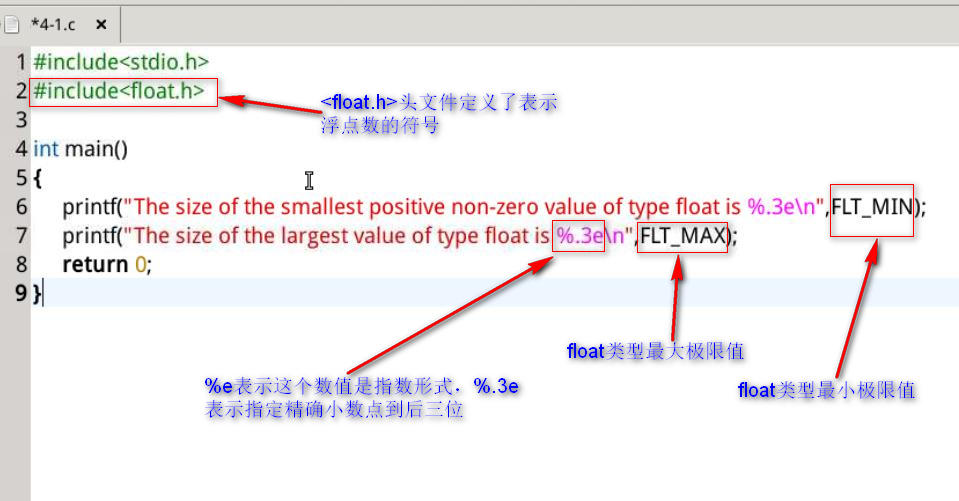 *4-1.c ×
1 #include<stdio.h>
2 #include<float.h>
<float.h>头文件定义了表示
浮点数的符号
3
4 int main()
5 {
6 printf("The size of the smallest positive non-zero value of type float is %.3e\n",FLT_MIN);
7 printf("The size of the largest value of type float is %.3e\n",FLT_MAX);
8 return 0;
9 }
float类型最大极限值
%e表示这个数值是指数形式，%.3e
表示指定精确小数点到后三位
float类型最小极限值